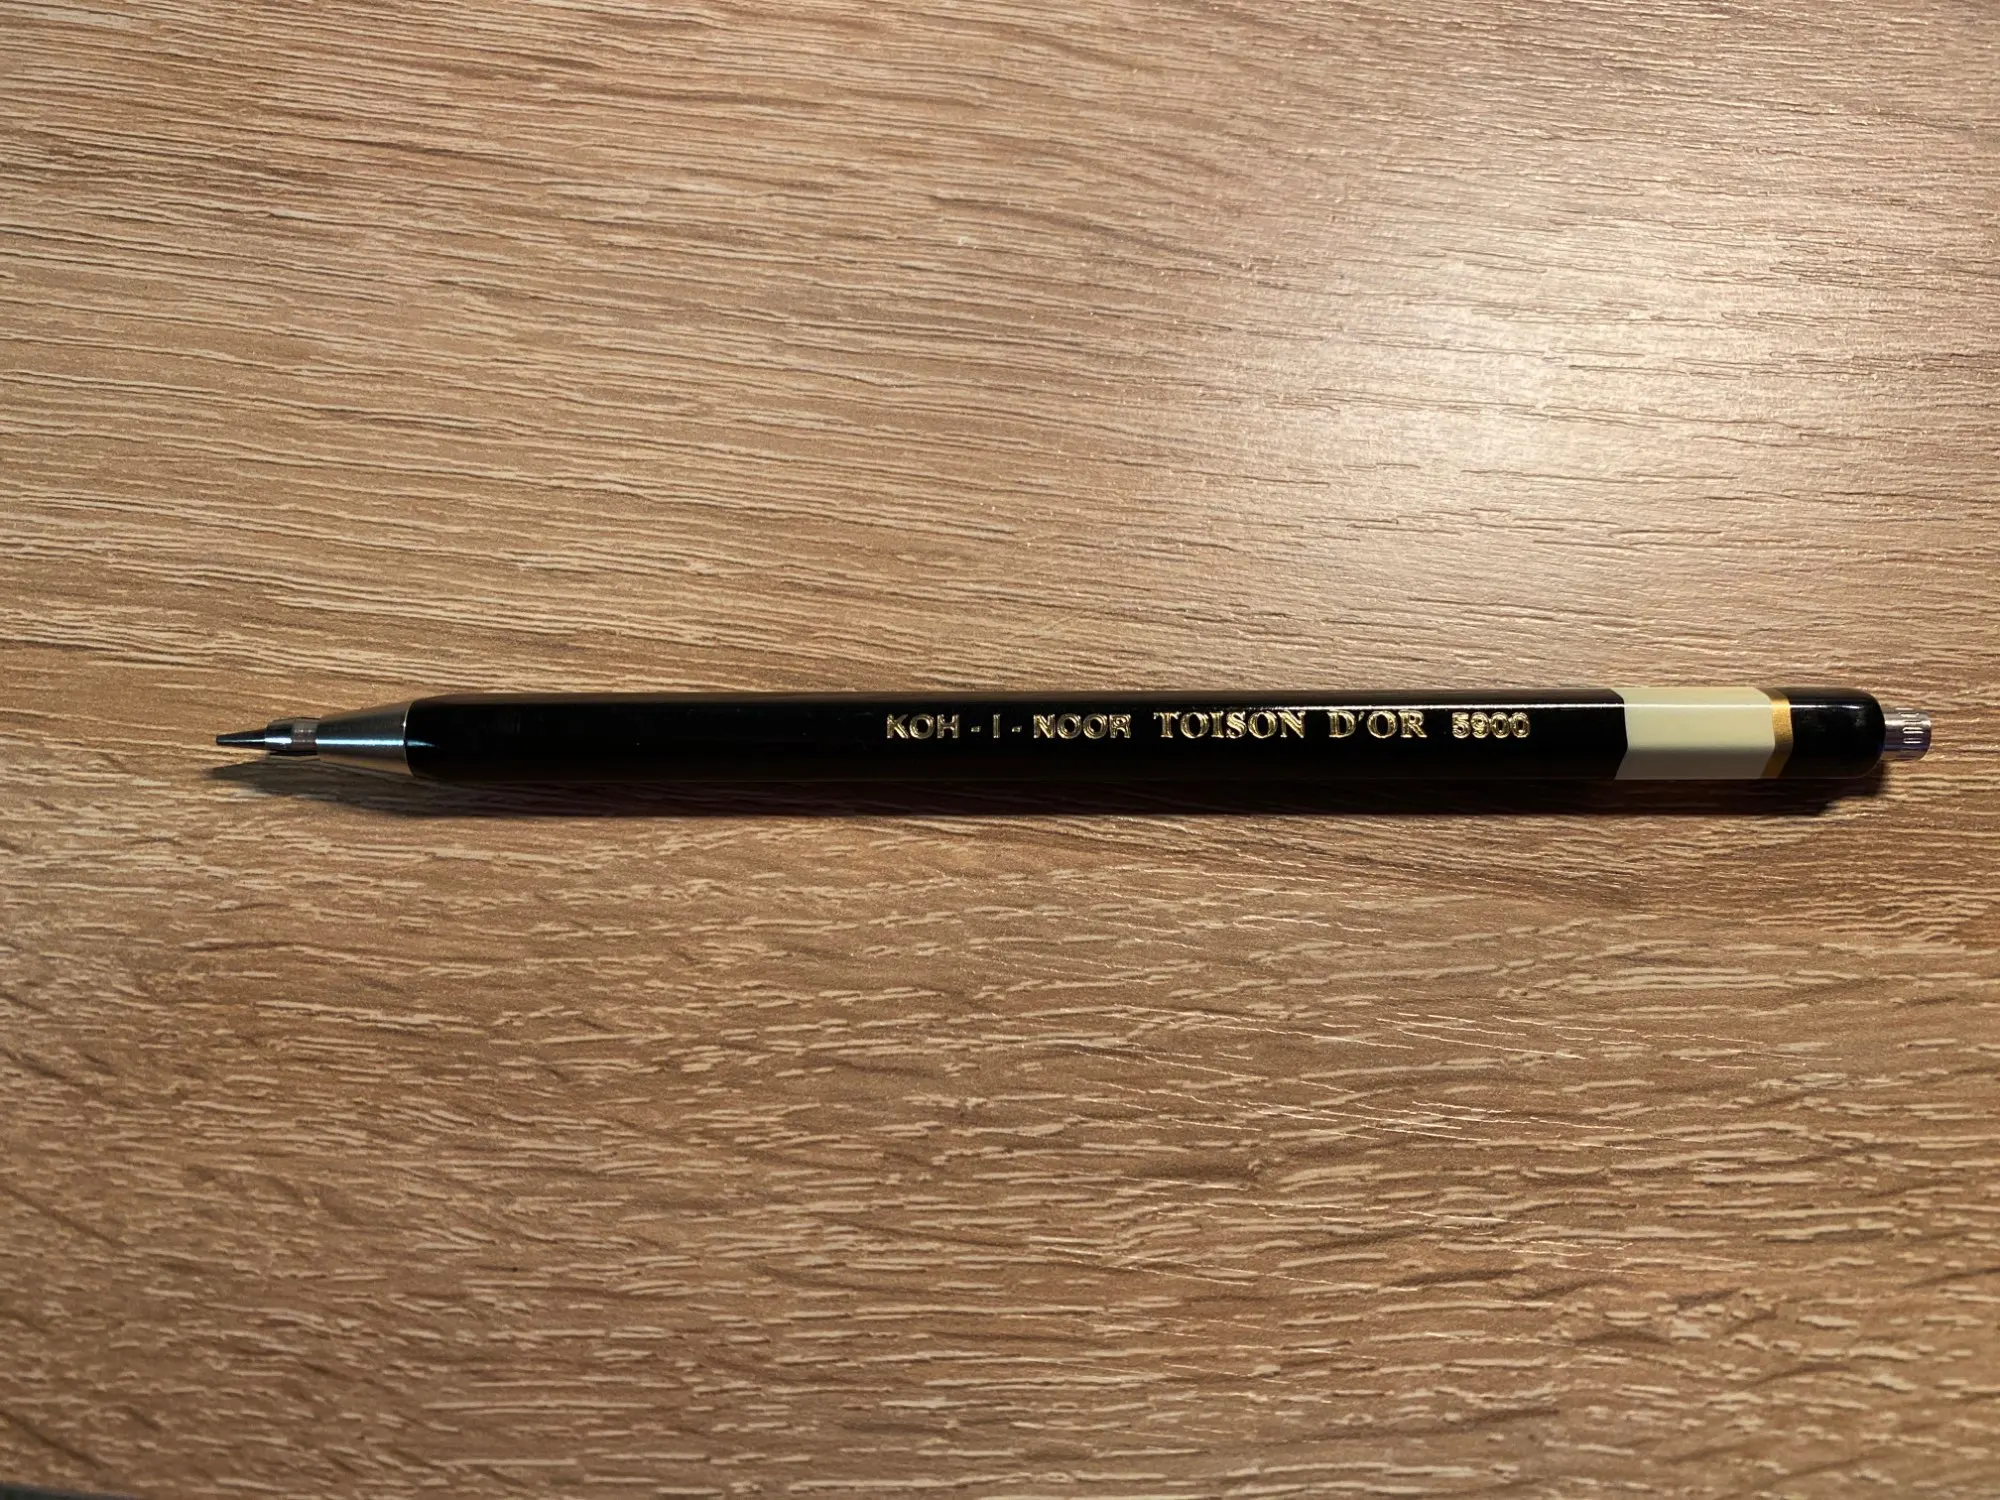 KOH-I-NOOR TOISON D'OR 5900